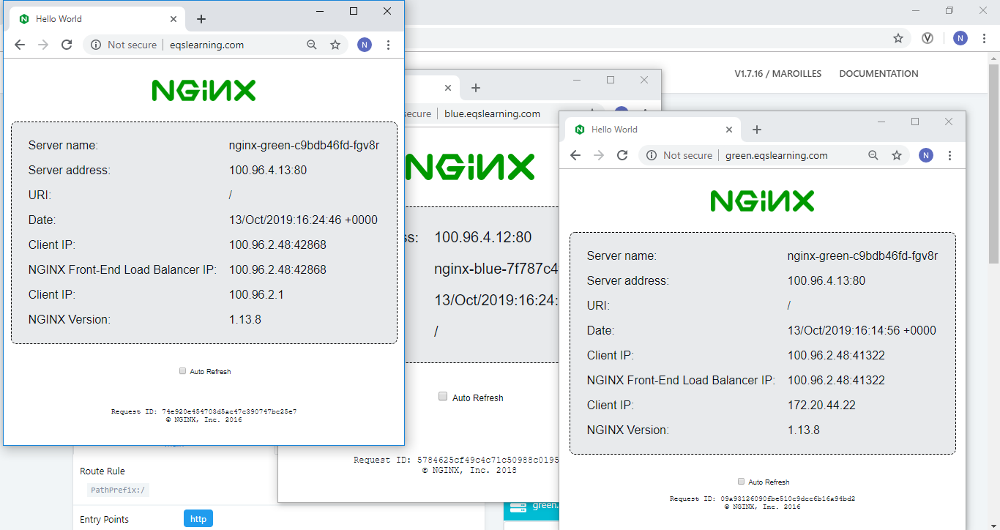 Hello World
N
Not secure
eqslearning.com
N
NGINX
Server name: nginx-green-c9bdb46fd-fgv8r
Server address: 100.96.4.13:80
URI: /
Date: 13/Oct/2019:16:24:46 +0000
Client IP: 100.96.2.48:42868
NGINX Front-End Load Balancer IP: 100.96.2.48:42868
Client IP: 100.96.2.1
NGINX Version: 1.13.8
Auto Refresh
Request ID: 74e920e454703d5ac47c390747bc25e7
© NGINX, Inc. 2016
V1.7.16 / MAROILLES DOCUMENTATION
N
blue.eqslearning.com
NGINX
100.96.4.12:80
nginx-blue-7f787c4
13/Oct/2019:16:24:
/
Auto Refresh
Request ID: 5784625cf49c4c71c50988c0195
© NGINX, Inc. 2018
Hello World
Not secure
green.eqslearning.com
N
NGINX
Server name: nginx-green-c9bdb46fd-fgv8r
Server address: 100.96.4.13:80
URI: /
Date: 13/Oct/2019:16:14:56 +0000
Client IP: 100.96.2.48:41322
NGINX Front-End Load Balancer IP: 100.96.2.48:41322
Client IP: 172.20.44.22
NGINX Version: 1.13.8
Auto Refresh
Request ID: 09a93126090fbe510c9dcc6b16a94bd2
© NGINX, Inc. 2016
Route Rule
PathPrefix:/
Entry Points
http
green.